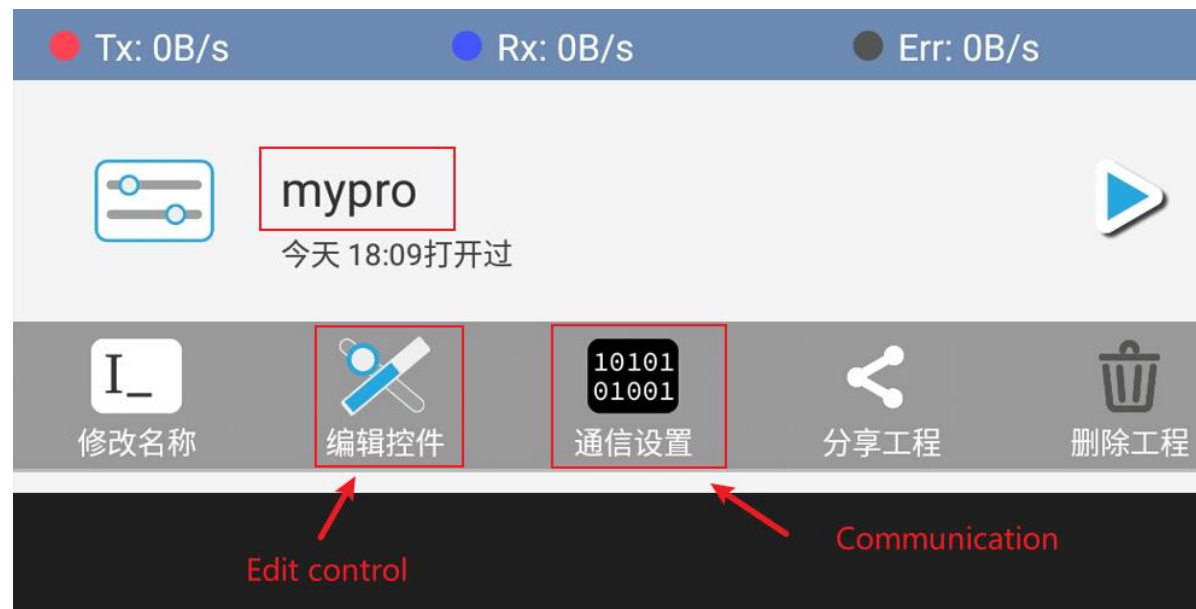 Tx: 0B/s
Rx: 0B/s
Err: 0B/s
mypro
今天 18:09打开过
I_
10101
01001
修改名称
编辑控件
通信设置
分享工程
删除工程
Edit control
Communication